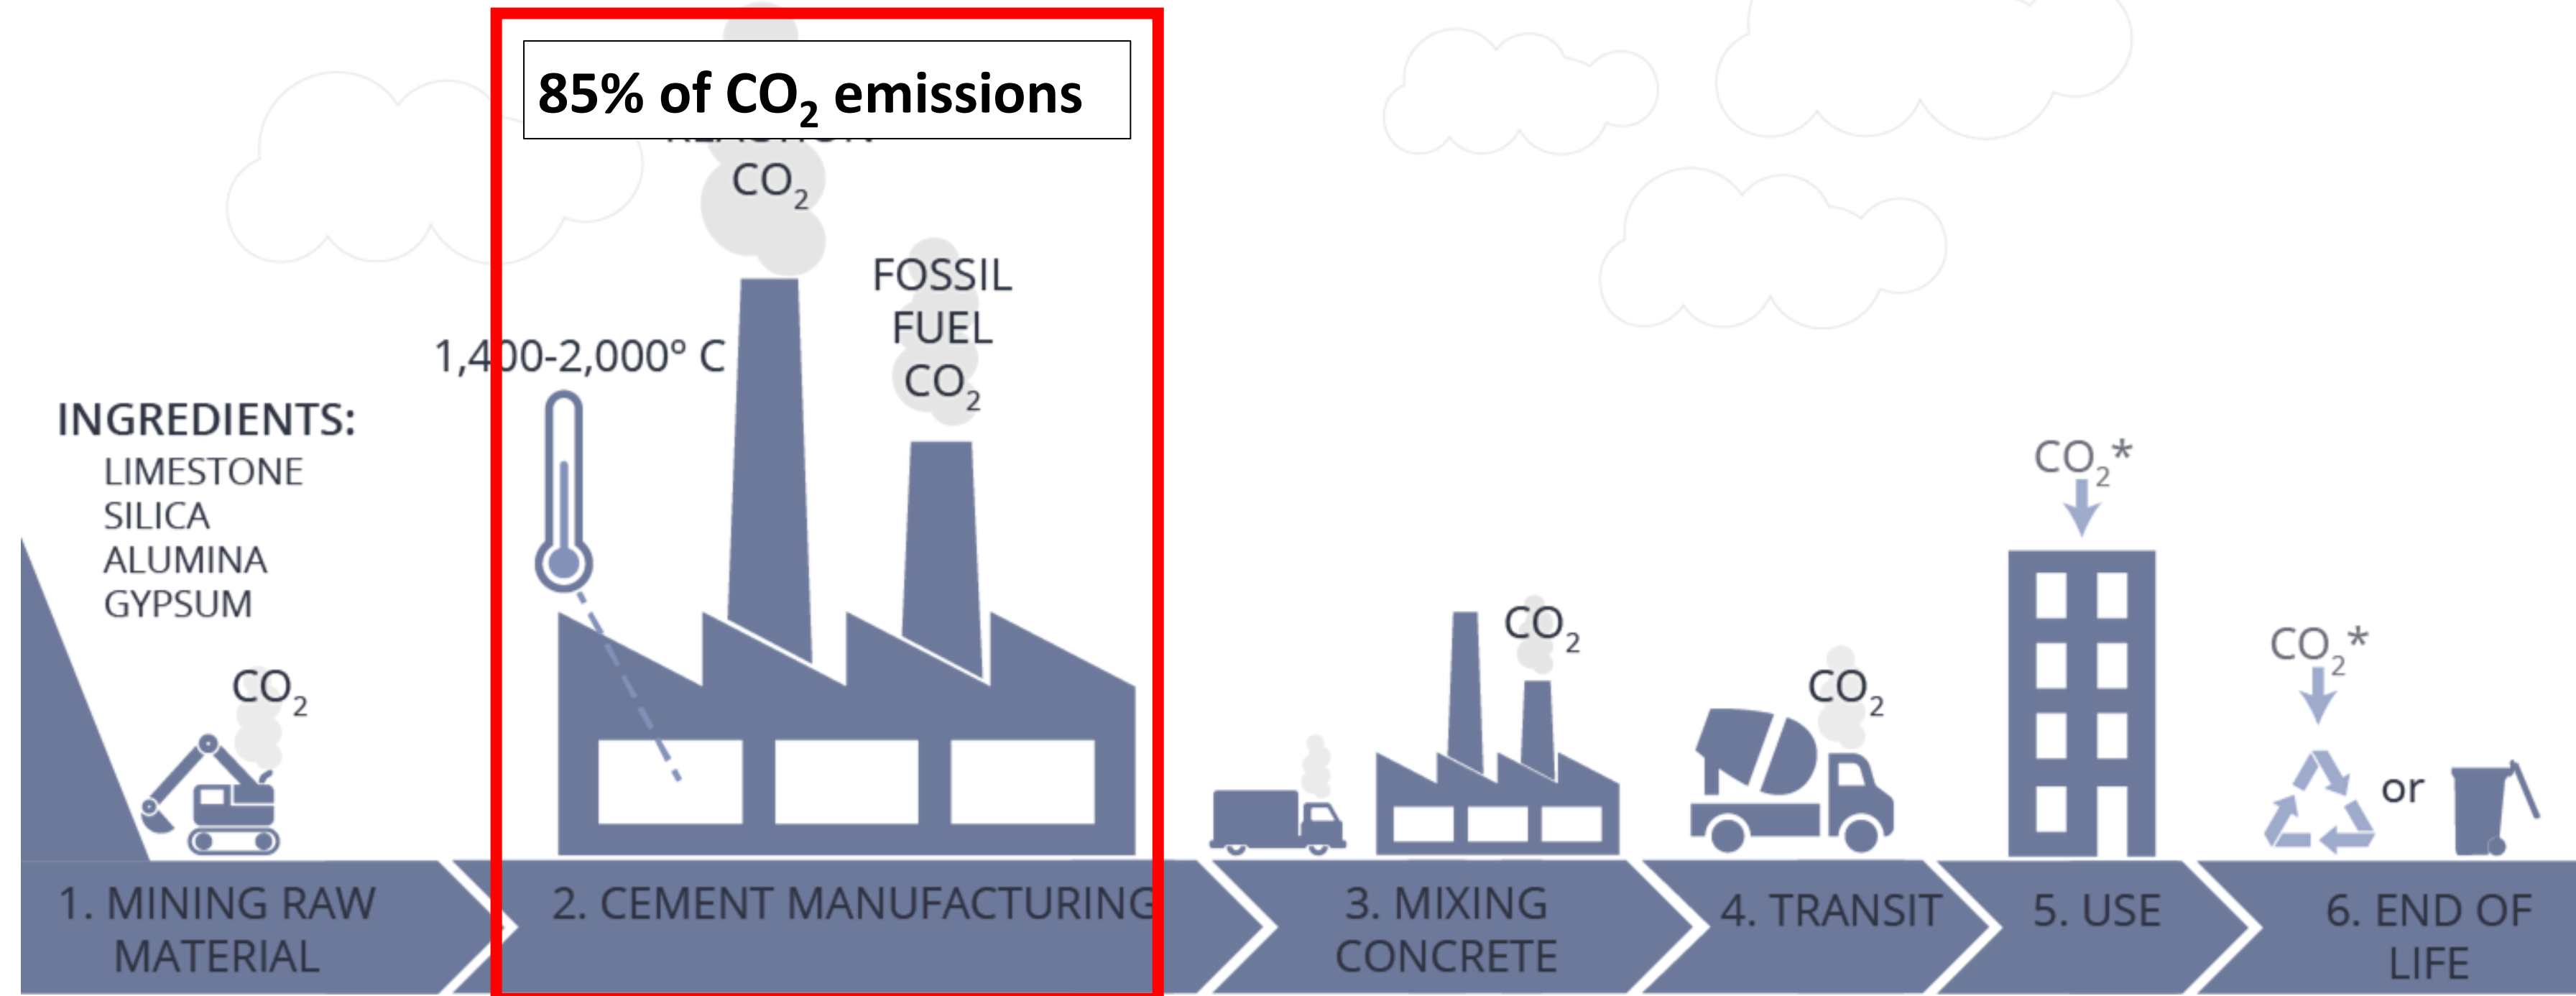 85% of CO₂ emissions
CO₂
FOSSIL
FUEL
CO₂
1,400-2,000º C
INGREDIENTS:
LIMESTONE
SILICA
ALUMINA
GYPSUM
CO₂
CO₂
CO₂
CO₂*
CO₂*
or
1. MINING RAW
MATERIAL
2. CEMENT MANUFACTURING
3. MIXING
CONCRETE
4. TRANSIT
5. USE
6. END OF
LIFE